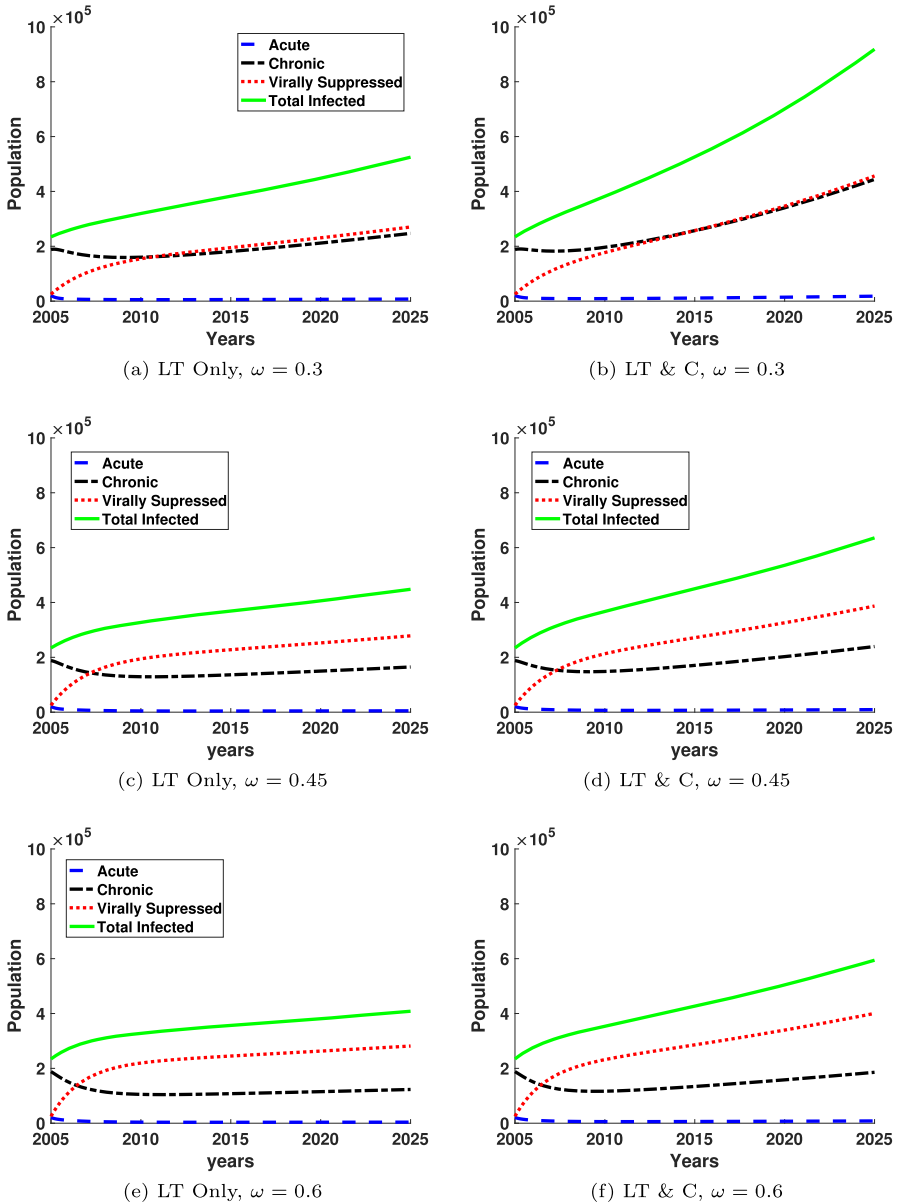 ×10^5
10
8
6
4
2
0
Population
Acute
Chronic
Virally Suppressed
Total Infected
2005 2010 2015 2020 2025
Years
(a) LT Only, ω = 0.3
×10^5
10
8
6
4
2
0
Population
2005 2010 2015 2020 2025
Years
(b) LT & C, ω = 0.3
×10^5
10
8
6
4
2
0
Population
Acute
Chronic
Virally Supressed
Total Infected
2005 2010 2015 2020 2025
years
(c) LT Only, ω = 0.45
×10^5
10
8
6
4
2
0
Population
Acute
Chronic
Virally Supressed
Total Infected
2005 2010 2015 2020 2025
Years
(d) LT & C, ω = 0.45
×10^5
10
8
6
4
2
0
Population
Acute
Chronic
Virally Supressed
Total Infected
2005 2010 2015 2020 2025
years
(e) LT Only, ω = 0.6
×10^5
10
8
6
4
2
0
Population
2005 2010 2015 2020 2025
Years
(f) LT & C, ω = 0.6